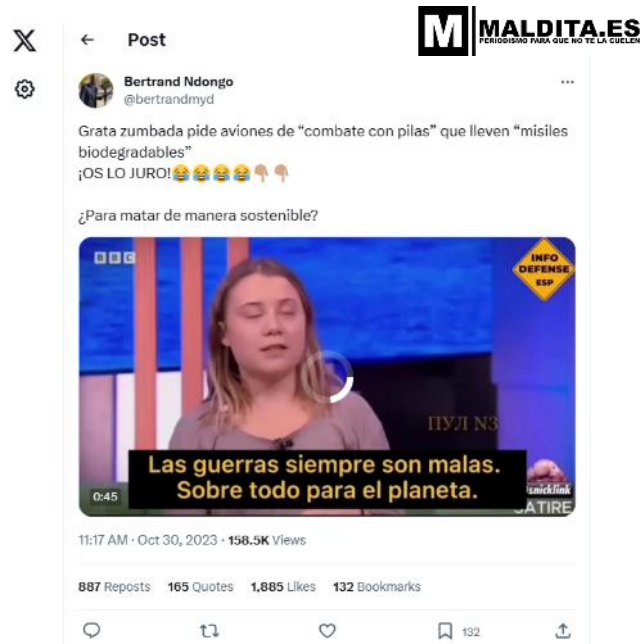 MALDITA.ES
PERIODISMO PARA QUE NO TE LA CUELEN
Post
Bertrand Ndongo
@bertrandmyd
Grata zumbada pide aviones de “combate con pilas” que lleven “misiles
biodegradables”
¡OS LO JURO!😂😂😂😂👇🏼👇🏼
¿Para matar de manera sostenible?
BBC
INFO
DEFENSE
ESP
ПУЛ N3
Las guerras siempre son malas.
Sobre todo para el planeta.
0:45
snicklink
SATIRE
11:17 AM · Oct 30, 2023 · 158.5K Views
887 Reposts 165 Quotes 1,885 Likes 132 Bookmarks
132